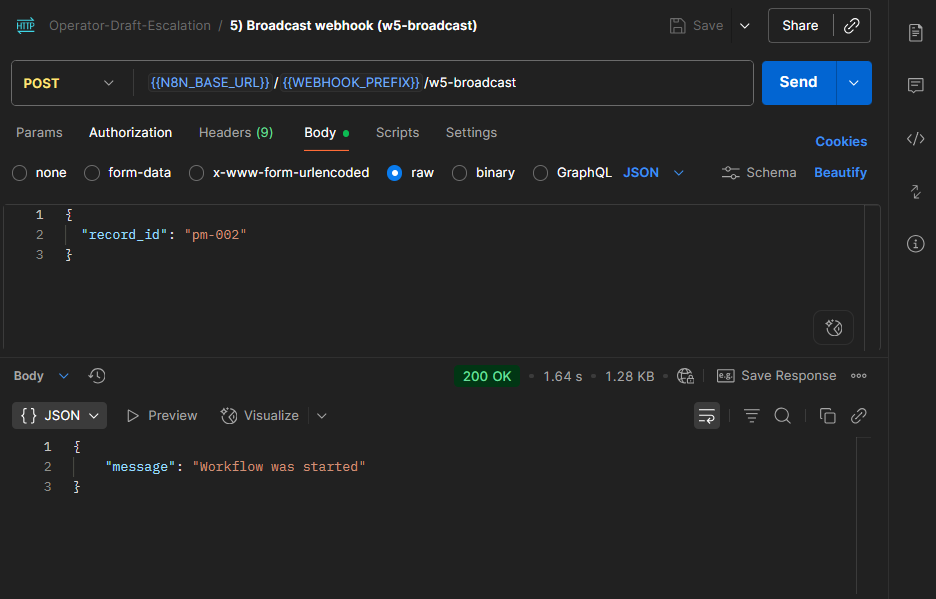 HTTP Operator-Draft-Escalation / 5) Broadcast webhook (w5-broadcast) Save Share
POST {{N8N_BASE_URL}} / {{WEBHOOK_PREFIX}} /w5-broadcast Send
Params Authorization Headers (9) Body Scripts Settings Cookies
none form-data x-www-form-urlencoded raw binary GraphQL JSON Schema Beautify
1 {
2 "record_id": "pm-002"
3 }
Body 200 OK 1.64 s 1.28 KB e.g. Save Response
{} JSON Preview Visualize
1 {
2 "message": "Workflow was started"
3 }